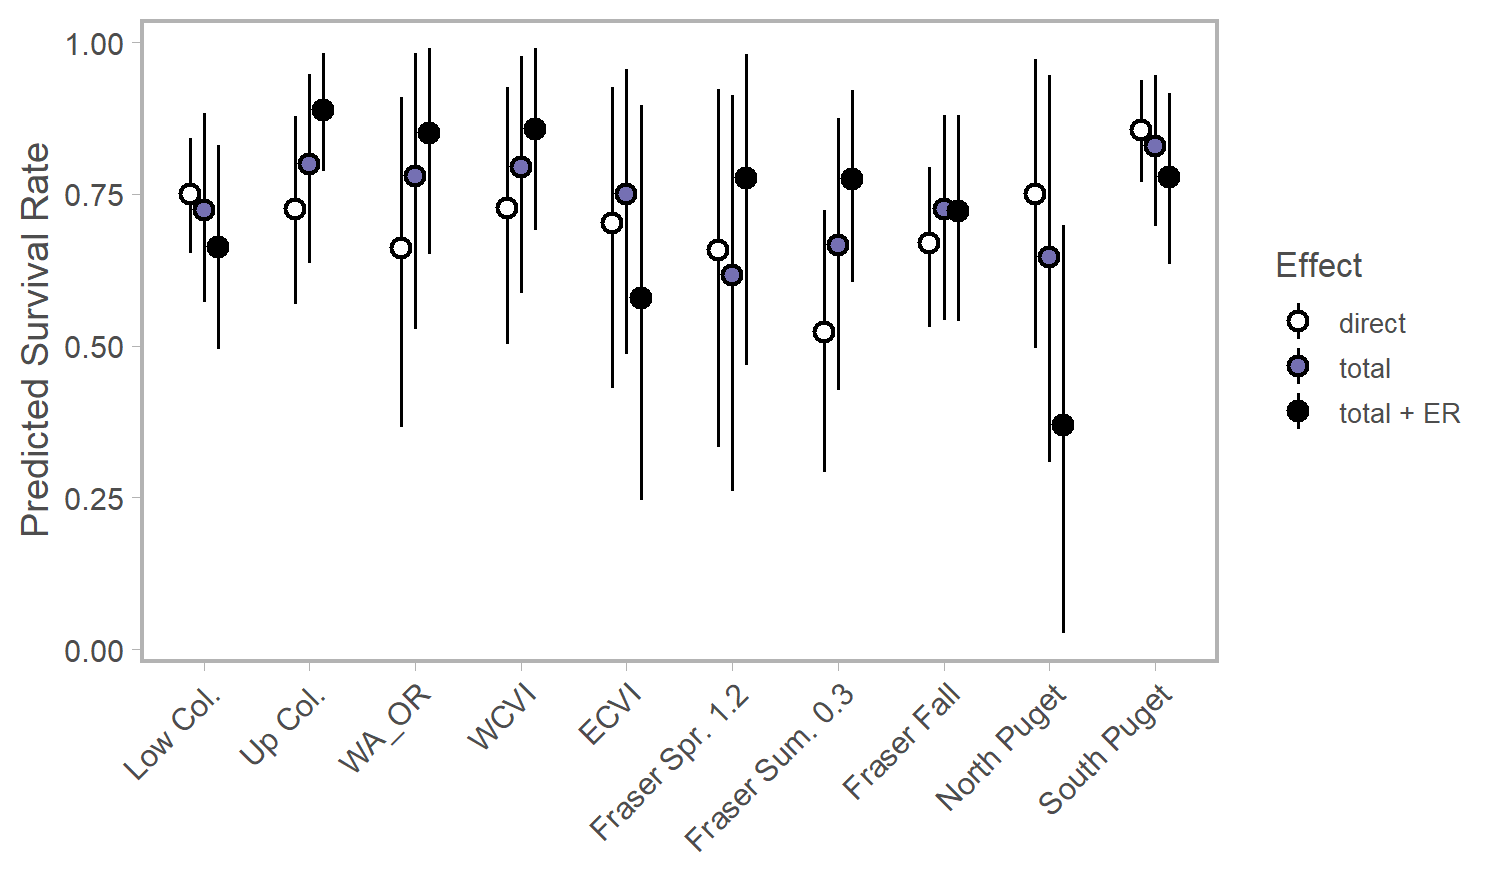 Predicted Survival Rate
1.00
0.75
0.50
0.25
0.00
Low Col.
Up Col.
WA_OR
WCVI
ECVI
Fraser Spr. 1.2
Fraser Sum. 0.3
Fraser Fall
North Puget
South Puget
Effect
direct
total
total + ER